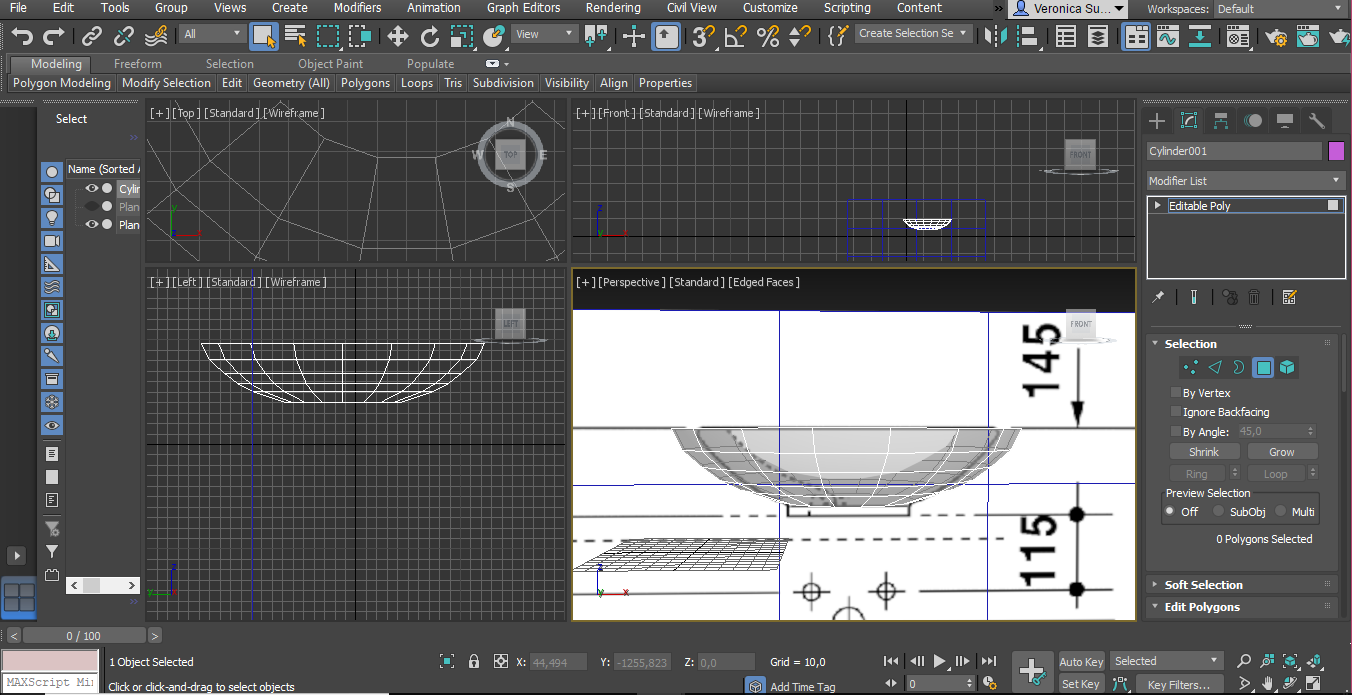 File Edit Tools Group Views Create Modifiers Animation Graph Editors Rendering Civil View Customize Scripting Content » Veronica Su... Workspaces: Default
All View Create Selection Se
Modeling Freeform Selection Object Paint Populate
Polygon Modeling Modify Selection Edit Geometry (All) Polygons Loops Tris Subdivision Visibility Align Properties
Select
Name (Sorted A
Cylin
Plan
Plan
[+][Top][Standard][Wireframe]
N
W TOP E
S
y
z x
[+][Front][Standard][Wireframe]
FRONT
z
y x
[+][Left][Standard][Wireframe]
LEFT
z
y
[+][Perspective][Standard][Edged Faces]
FRONT
145
115
z
y x
Cylinder001
Modifier List
Editable Poly
Selection
By Vertex
Ignore Backfacing
By Angle: 45,0
Shrink Grow
Ring Loop
Preview Selection
Off SubObj Multi
0 Polygons Selected
Soft Selection
Edit Polygons
< 0 / 100 >
1 Object Selected X: 44,494 Y: -1255,823 Z: 0,0 Grid = 10,0 Auto Key Selected
MAXScript Mi Click or click-and-drag to select objects Add Time Tag 0 Set Key Key Filters...